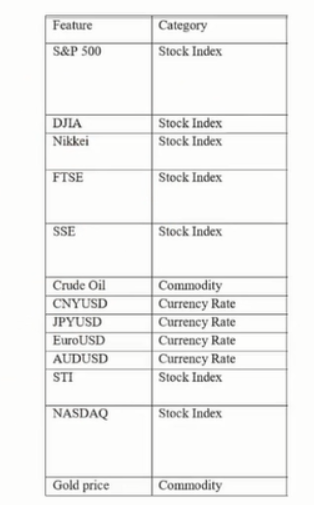 Feature Category
S&P 500 Stock Index
DJIA Stock Index
Nikkei Stock Index
FTSE Stock Index
SSE Stock Index
Crude Oil Commodity
CNYUSD Currency Rate
JPYUSD Currency Rate
EuroUSD Currency Rate
AUDUSD Currency Rate
STI Stock Index
NASDAQ Stock Index
Gold price Commodity